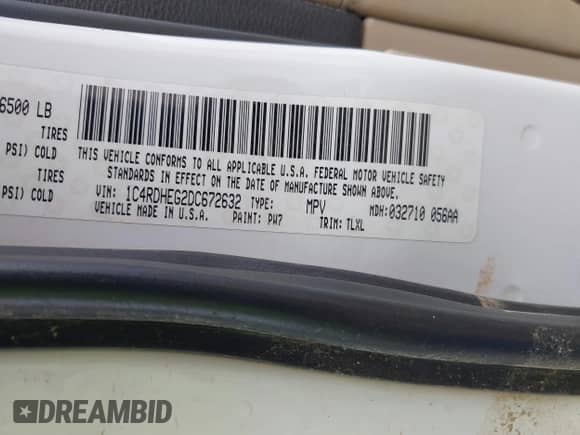 6500 LB
TIRES
PSI) COLD
TIRES
PSI) COLD
THIS VEHICLE CONFORMS TO ALL APPLICABLE U.S.A. FEDERAL MOTOR VEHICLE SAFETY
STANDARDS IN EFFECT ON THE DATE OF MANUFACTURE SHOWN ABOVE.
VIN: 1C4RDHEG2DC672632 TYPE: MPV MDH:032710 056AA
VEHICLE MADE IN U.S.A. PAINT: PW7 TRIM: TLXL
DREAMBID